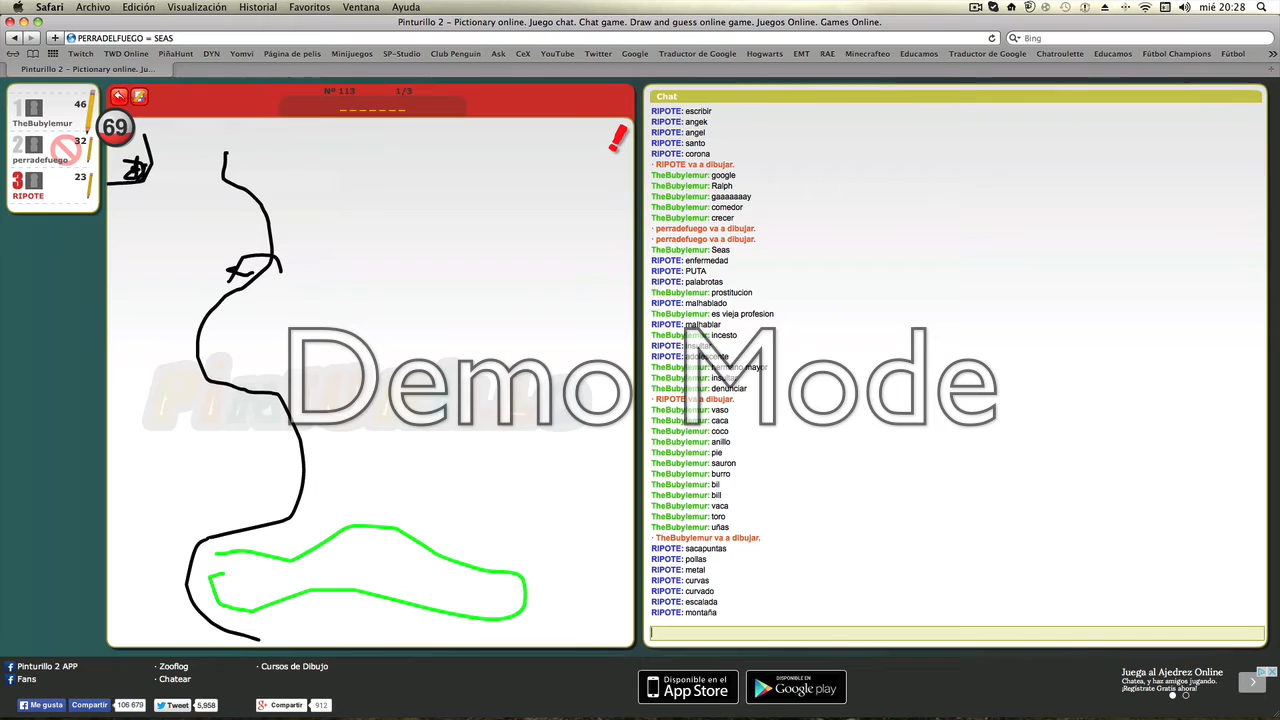 Safari Archivo Edición Visualización Historial Favoritos Ventana Ayuda mié 20:28
Pinturillo 2 - Pictionary online. Juego chat. Chat game. Draw and guess online game. Juegos Online. Games Online.
PERRADELFUEGO = SEAS Bing
Twitch TWD Online PiñaHunt DYN Yomvi Página de pelis Minijuegos SP-Studio Club Penguin Ask CeX YouTube Twitter Google Traductor de Google Hogwarts EMT RAE Minecrafteo Educamos Traductor de Google Chatroulette Educamos Fútbol Champions Fútbol
Pinturillo 2 – Pictionary online. Ju...
1 46
TheBubylemur
2 32
perradefuego
3 23
RIPOTE
69
Nº 113 1/3
Chat
RIPOTE: escribir
RIPOTE: angek
RIPOTE: angel
RIPOTE: santo
RIPOTE: corona
· RIPOTE va a dibujar.
TheBubylemur: google
TheBubylemur: Ralph
TheBubylemur: gaaaaaaay
TheBubylemur: comedor
TheBubylemur: crecer
· perradefuego va a dibujar.
· perradefuego va a dibujar.
TheBubylemur: Seas
RIPOTE: enfermedad
RIPOTE: PUTA
RIPOTE: palabrotas
TheBubylemur: prostitucion
RIPOTE: malhablado
TheBubylemur: es vieja profesion
RIPOTE: malhablar
TheBubylemur: incesto
RIPOTE: insultar
RIPOTE: adolescente
TheBubylemur: hermano mayor
TheBubylemur: insultar
TheBubylemur: denunciar
· RIPOTE va a dibujar.
TheBubylemur: vaso
TheBubylemur: caca
TheBubylemur: coco
TheBubylemur: anillo
TheBubylemur: pie
TheBubylemur: sauron
TheBubylemur: burro
TheBubylemur: bil
TheBubylemur: bill
TheBubylemur: vaca
TheBubylemur: toro
TheBubylemur: uñas
· TheBubylemur va a dibujar.
RIPOTE: sacapuntas
RIPOTE: pollas
RIPOTE: metal
RIPOTE: curvas
RIPOTE: curvado
RIPOTE: escalada
RIPOTE: montaña
Demo Mode
Pinturillo 2 APP · Zooflog · Cursos de Dibujo
Fans · Chatear
Me gusta Compartir 106 679 Tweet 5,958 Compartir 912
Disponible en el App Store
DISPONIBLE EN Google play
Juega al Ajedrez Online
Chatea, y haz amigos jugando.
¡Regístrate Gratis ahora!